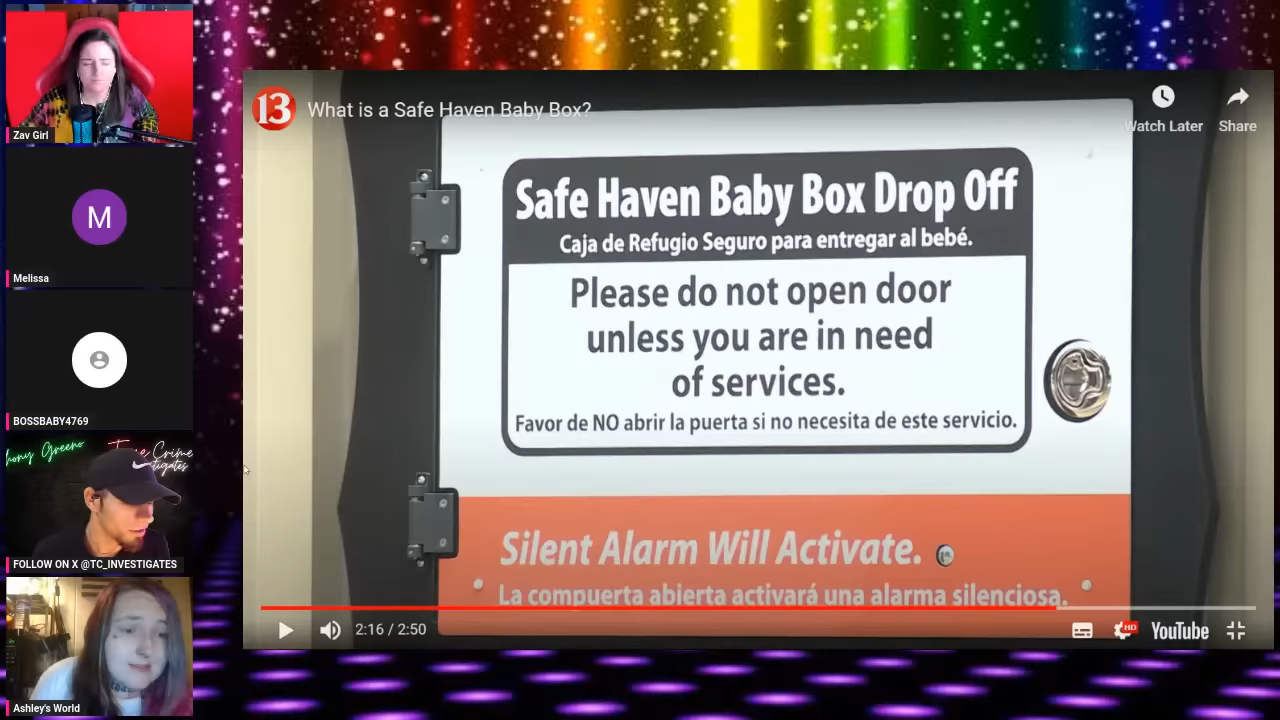 Zav Girl
M
Melissa
BOSSBABY4769
FOLLOW ON X @TC_INVESTIGATES
Ashley's World
13 What is a Safe Haven Baby Box?
Watch Later Share
Safe Haven Baby Box Drop Off
Caja de Refugio Seguro para entregar al bebé.
Please do not open door
unless you are in need
of services.
Favor de NO abrir la puerta si no necesita de este servicio.
Silent Alarm Will Activate.
La compuerta abierta activará una alarma silenciosa.
2:16 / 2:50
HD
YouTube